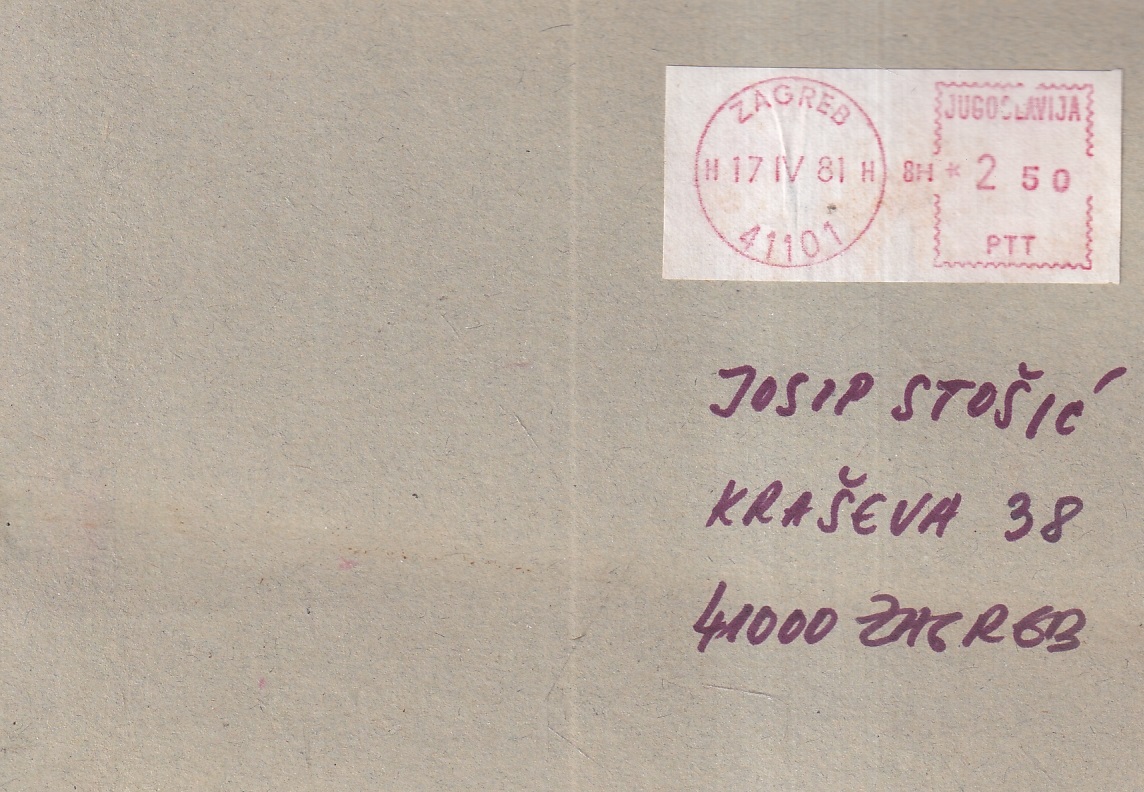 ZAGREB
H 17 IV 81 H 8H
41101
JUGOSLAVIJA
* 2 50
PTT
JOSIP STOŠIĆ
KRAŠEVA 38
41000 ZAGREB